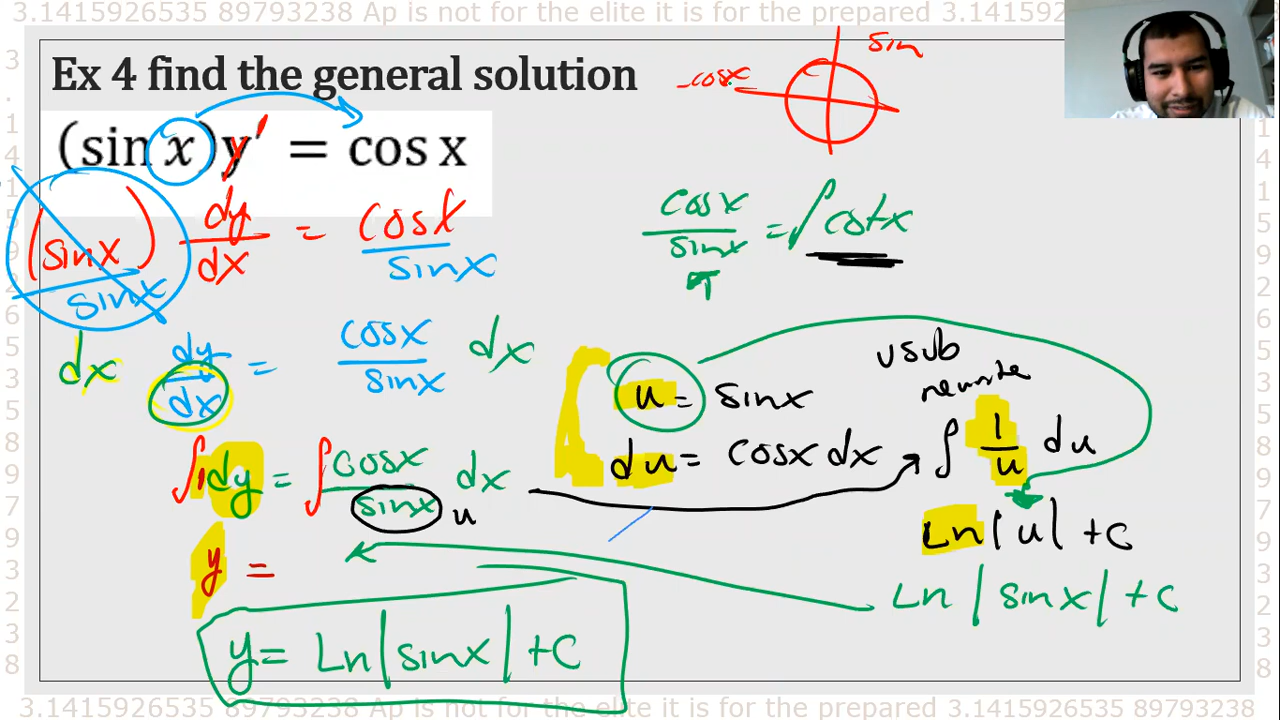 3.1415926535 89793238 Ap is not for the elite it is for the prepared 3.1415926535 89793238
Ex 4 find the general solution
sin
-cosx
(sin x)y' = cos x
(sinx) dy/dx = cosx/sinx
sinx
cosx/sinx = ∫cotx
dx dy/dx = cosx/sinx dx
u = sinx
usub
rewrite
du = cosx dx
∫ 1/u du
∫1dy = ∫cosx/sinx dx
u
Ln|u| + c
y =
Ln|sinx| + c
y = Ln|sinx| + c
89793238 Ap is not for the elite it is for the prepared 3.1415926535 89793238